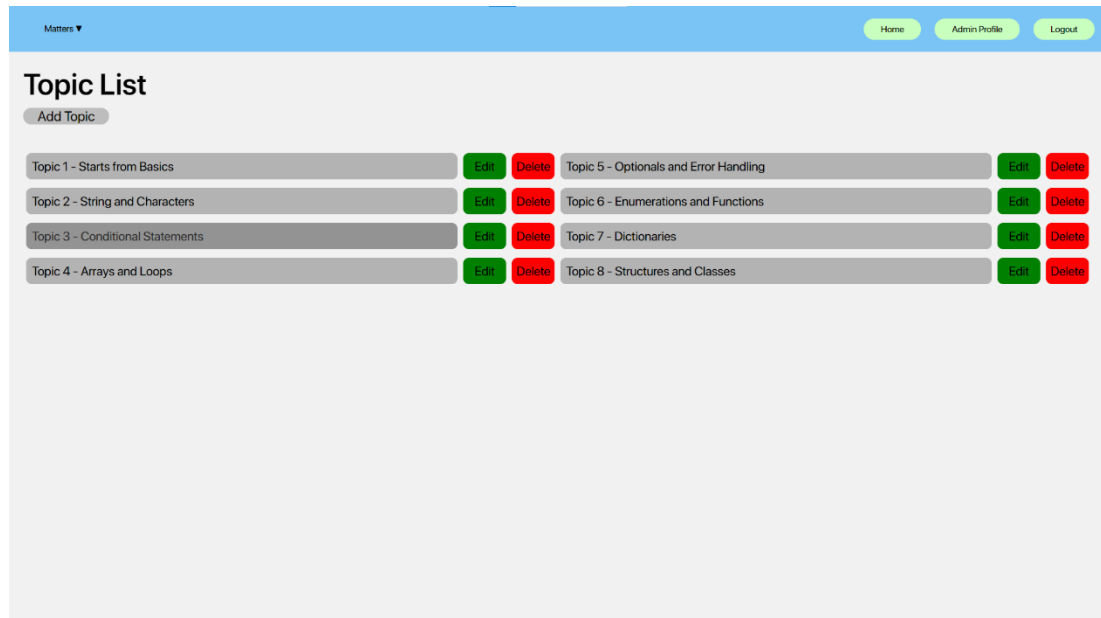 Matters ▼ Home Admin Profile Logout
Topic List
Add Topic
Topic 1 - Starts from Basics Edit Delete Topic 5 - Optionals and Error Handling Edit Delete
Topic 2 - String and Characters Edit Delete Topic 6 - Enumerations and Functions Edit Delete
Topic 3 - Conditional Statements Edit Delete Topic 7 - Dictionaries Edit Delete
Topic 4 - Arrays and Loops Edit Delete Topic 8 - Structures and Classes Edit Delete